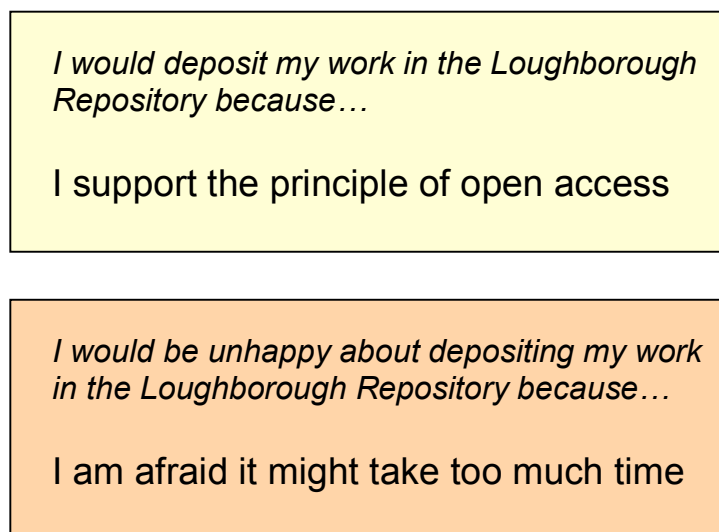 I would deposit my work in the Loughborough
Repository because…
I support the principle of open access
I would be unhappy about depositing my work
in the Loughborough Repository because…
I am afraid it might take too much time